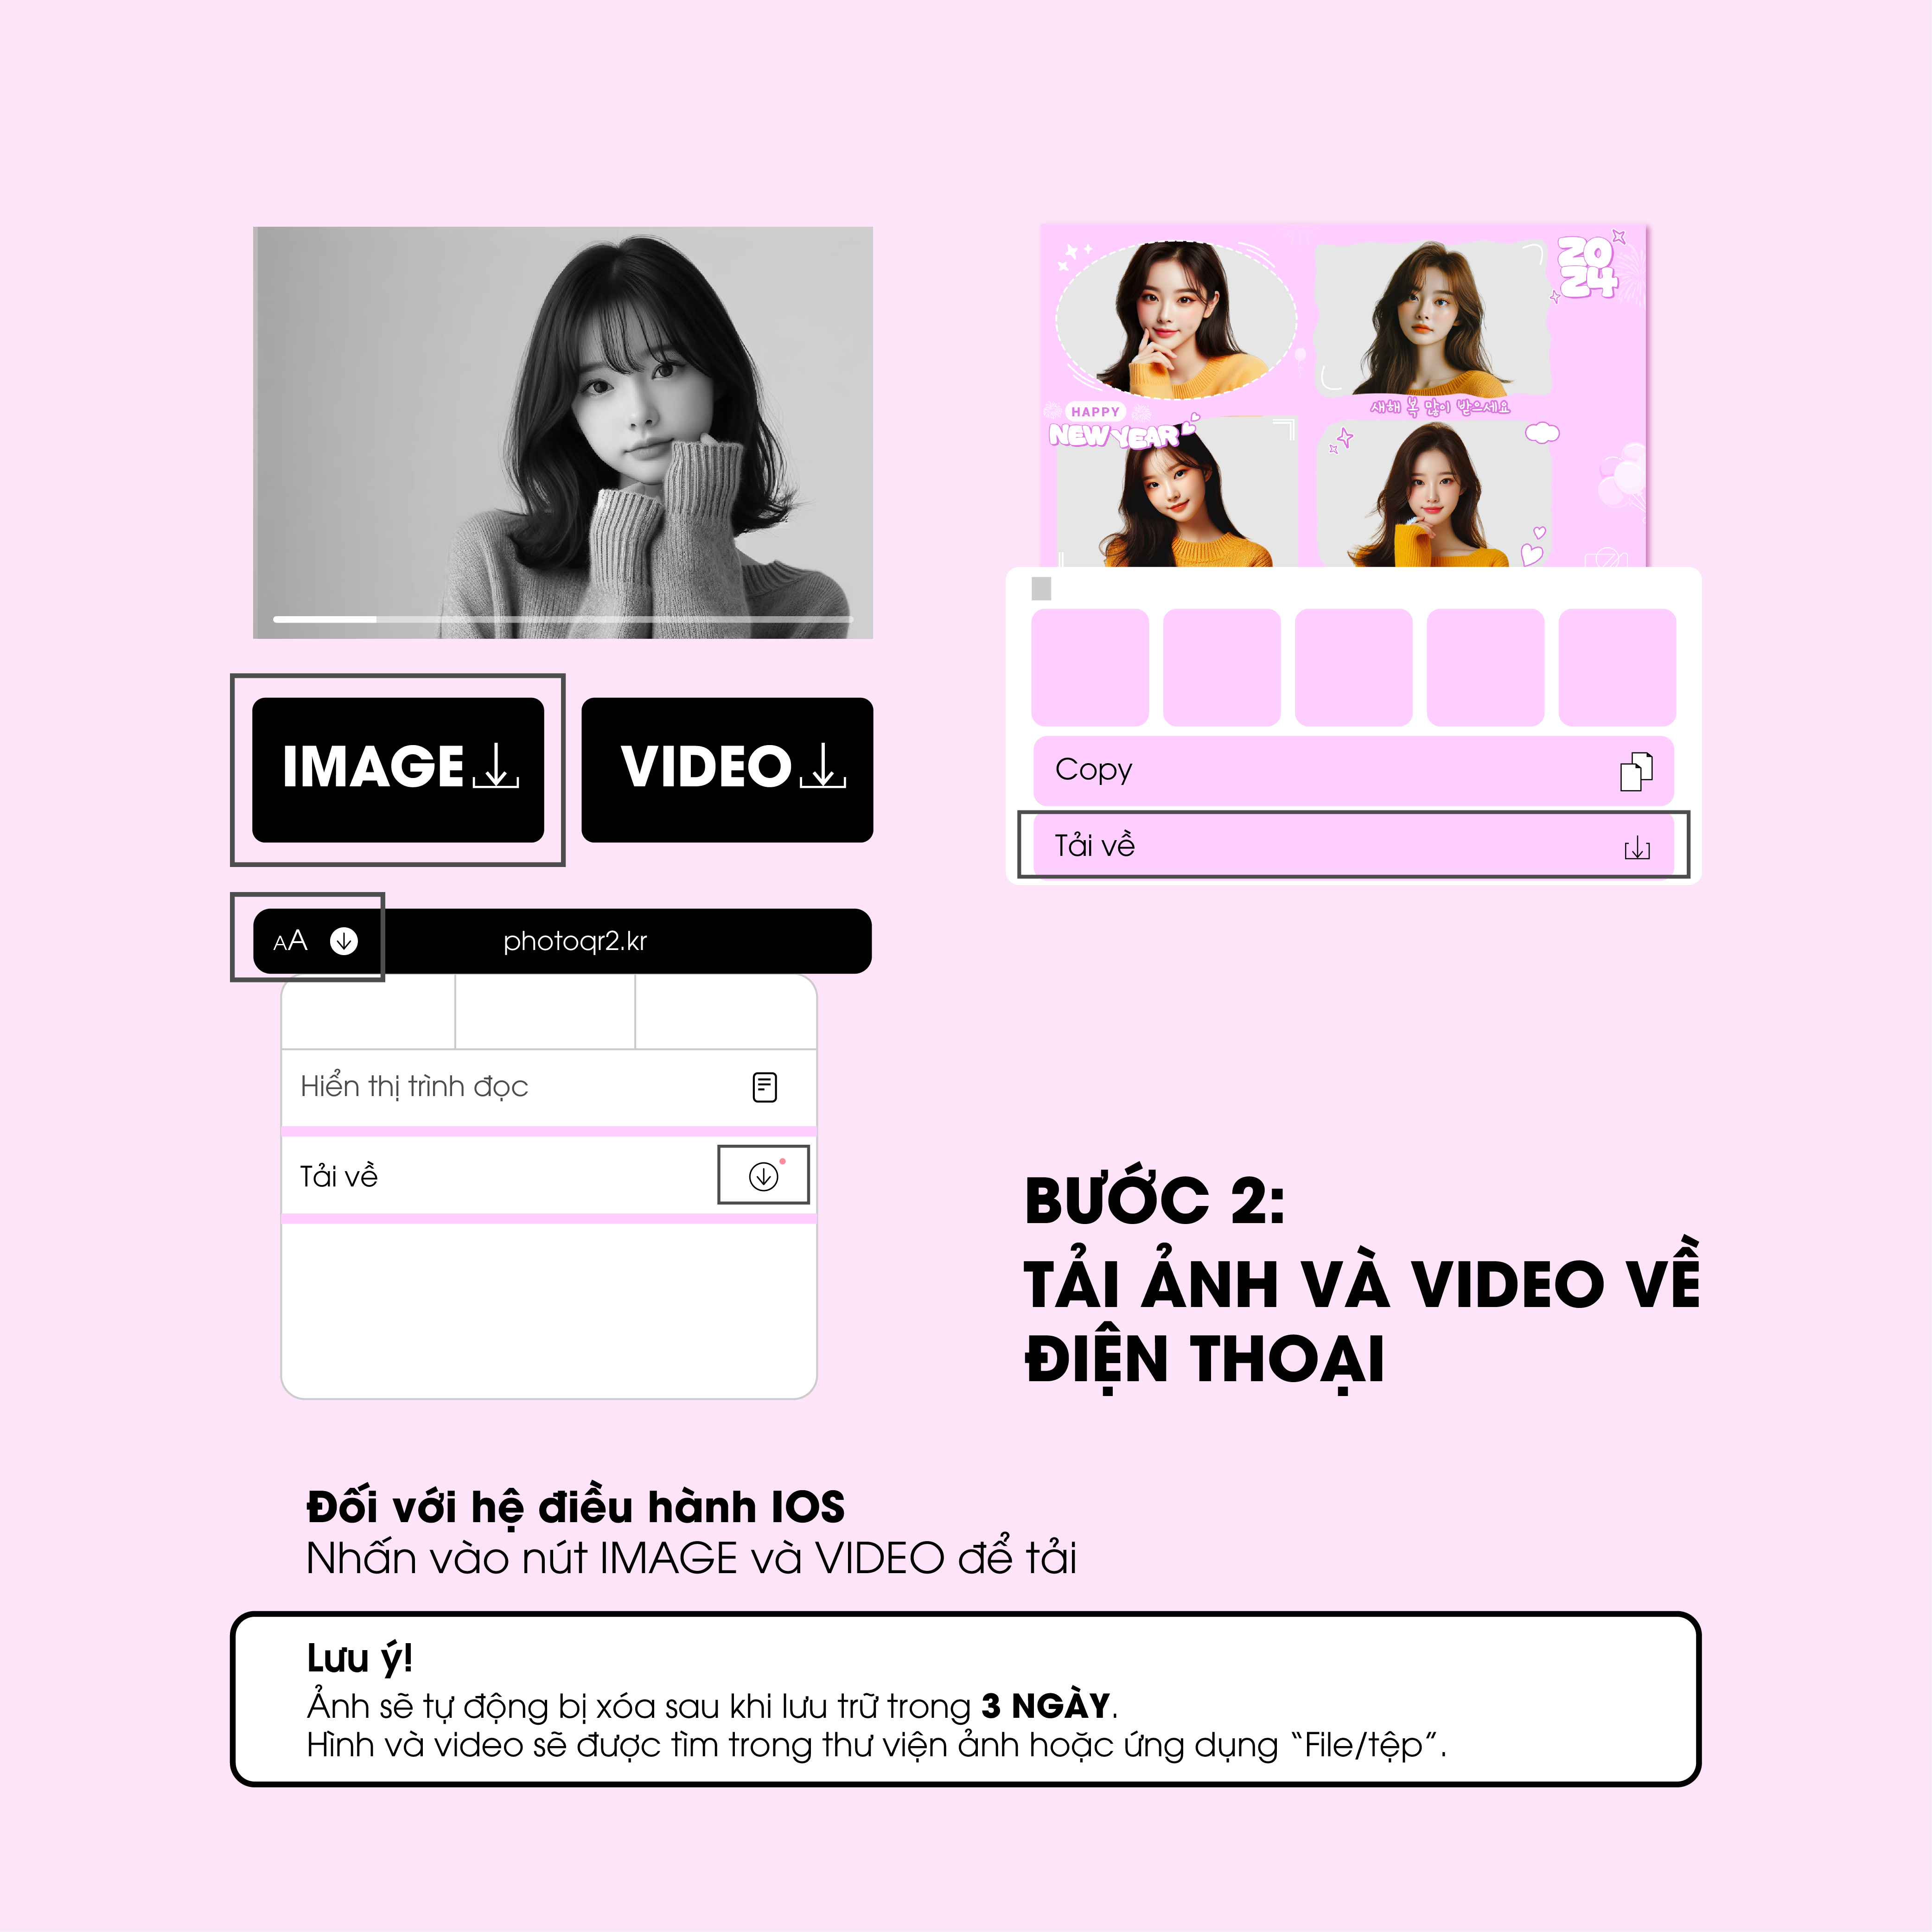 20
24
HAPPY
NEW YEAR
새해 복 많이 받으세요
IMAGE
VIDEO
Copy
Tải về
AA
photoqr2.kr
Hiển thị trình đọc
Tải về
BƯỚC 2:
TẢI ẢNH VÀ VIDEO VỀ
ĐIỆN THOẠI
Đối với hệ điều hành IOS
Nhấn vào nút IMAGE và VIDEO để tải
Lưu ý!
Ảnh sẽ tự động bị xóa sau khi lưu trữ trong 3 NGÀY.
Hình và video sẽ được tìm trong thư viện ảnh hoặc ứng dụng “File/tệp”.